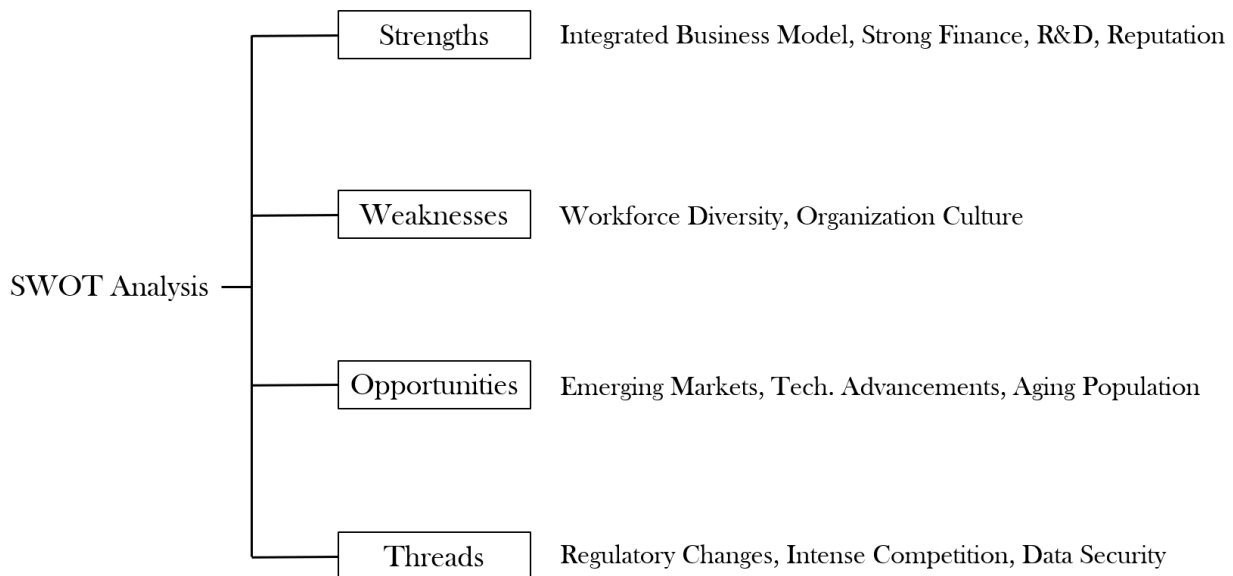 Strengths
Integrated Business Model, Strong Finance, R&D, Reputation
Weaknesses
Workforce Diversity, Organization Culture
SWOT Analysis
Opportunities
Emerging Markets, Tech. Advancements, Aging Population
Threads
Regulatory Changes, Intense Competition, Data Security